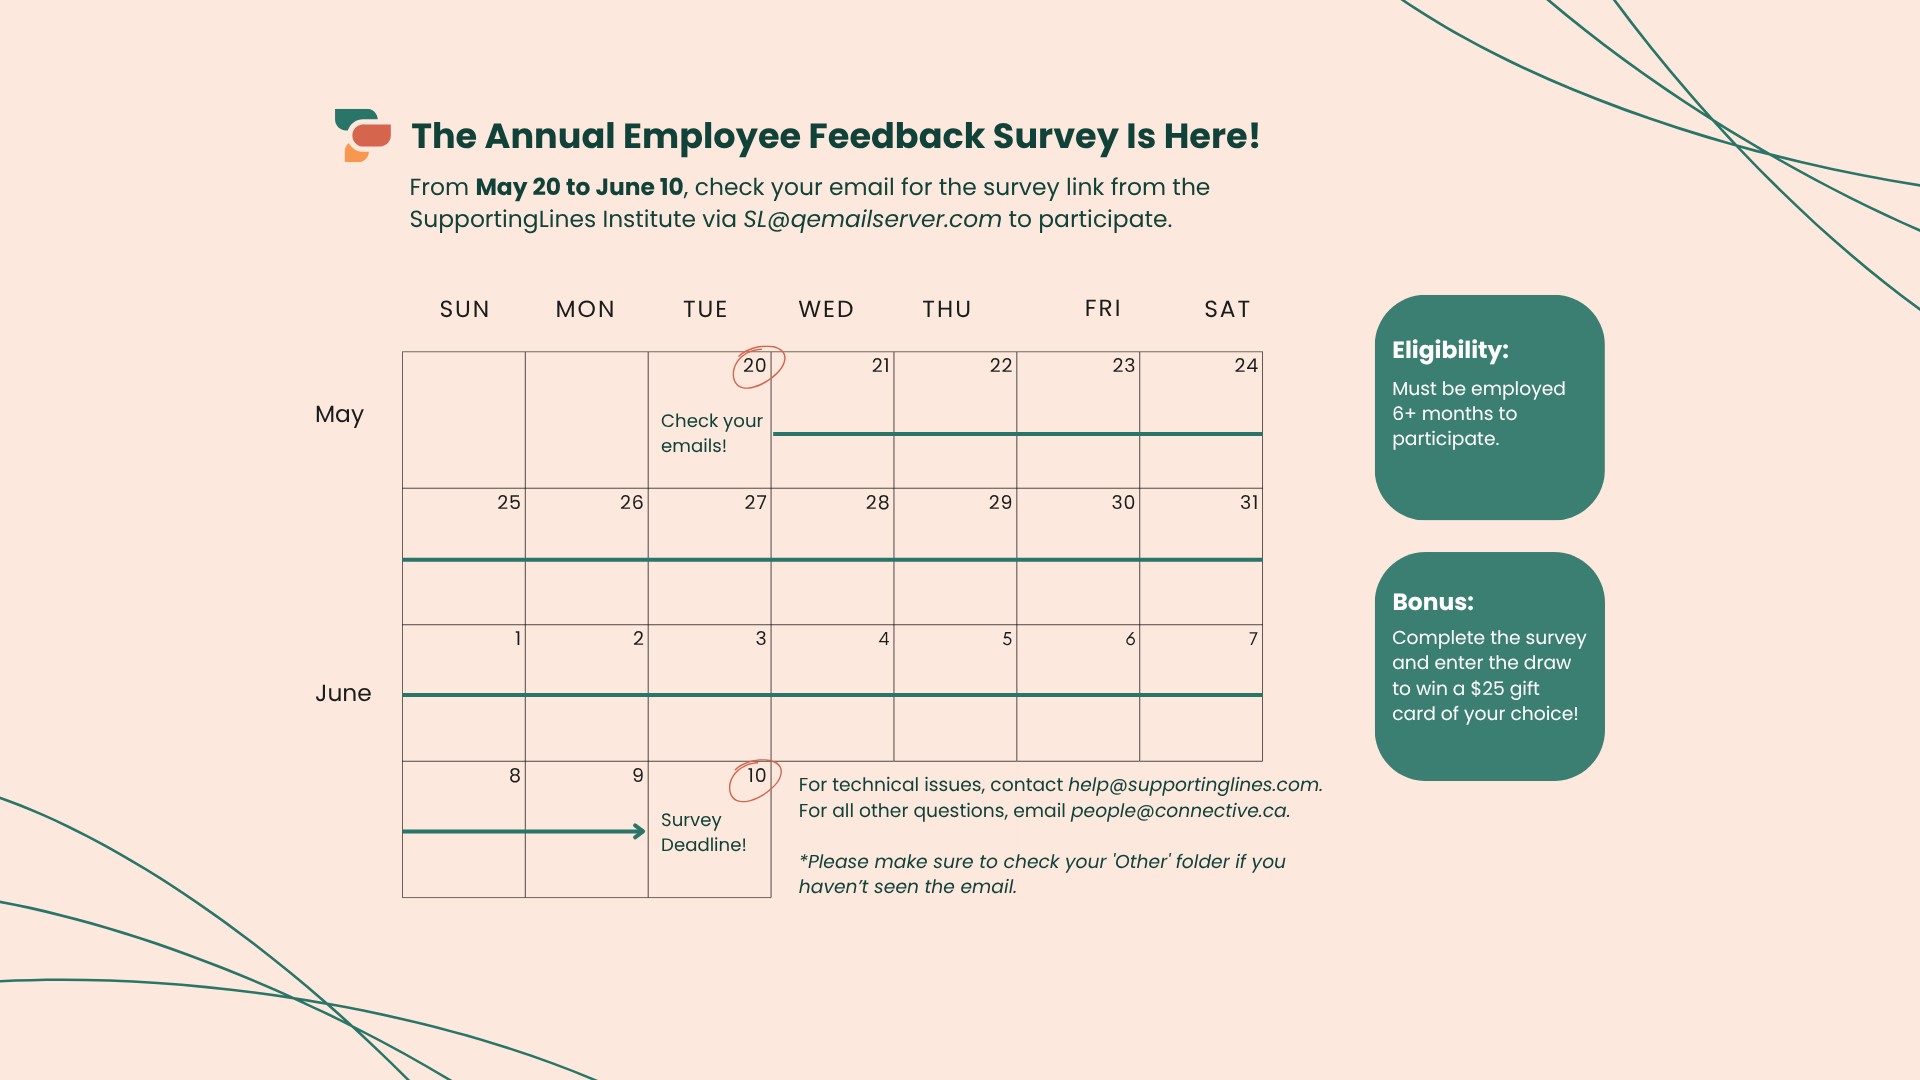 The Annual Employee Feedback Survey Is Here!
From May 20 to June 10, check your email for the survey link from the
SupportingLines Institute via SL@qemailserver.com to participate.
SUN MON TUE WED THU FRI SAT
May
20 21 22 23 24
Check your
emails!
25 26 27 28 29 30 31
June
1 2 3 4 5 6 7
8 9 10
Survey
Deadline!
For technical issues, contact help@supportinglines.com.
For all other questions, email people@connective.ca.
*Please make sure to check your 'Other' folder if you
haven't seen the email.
Eligibility:
Must be employed
6+ months to
participate.
Bonus:
Complete the survey
and enter the draw
to win a $25 gift
card of your choice!